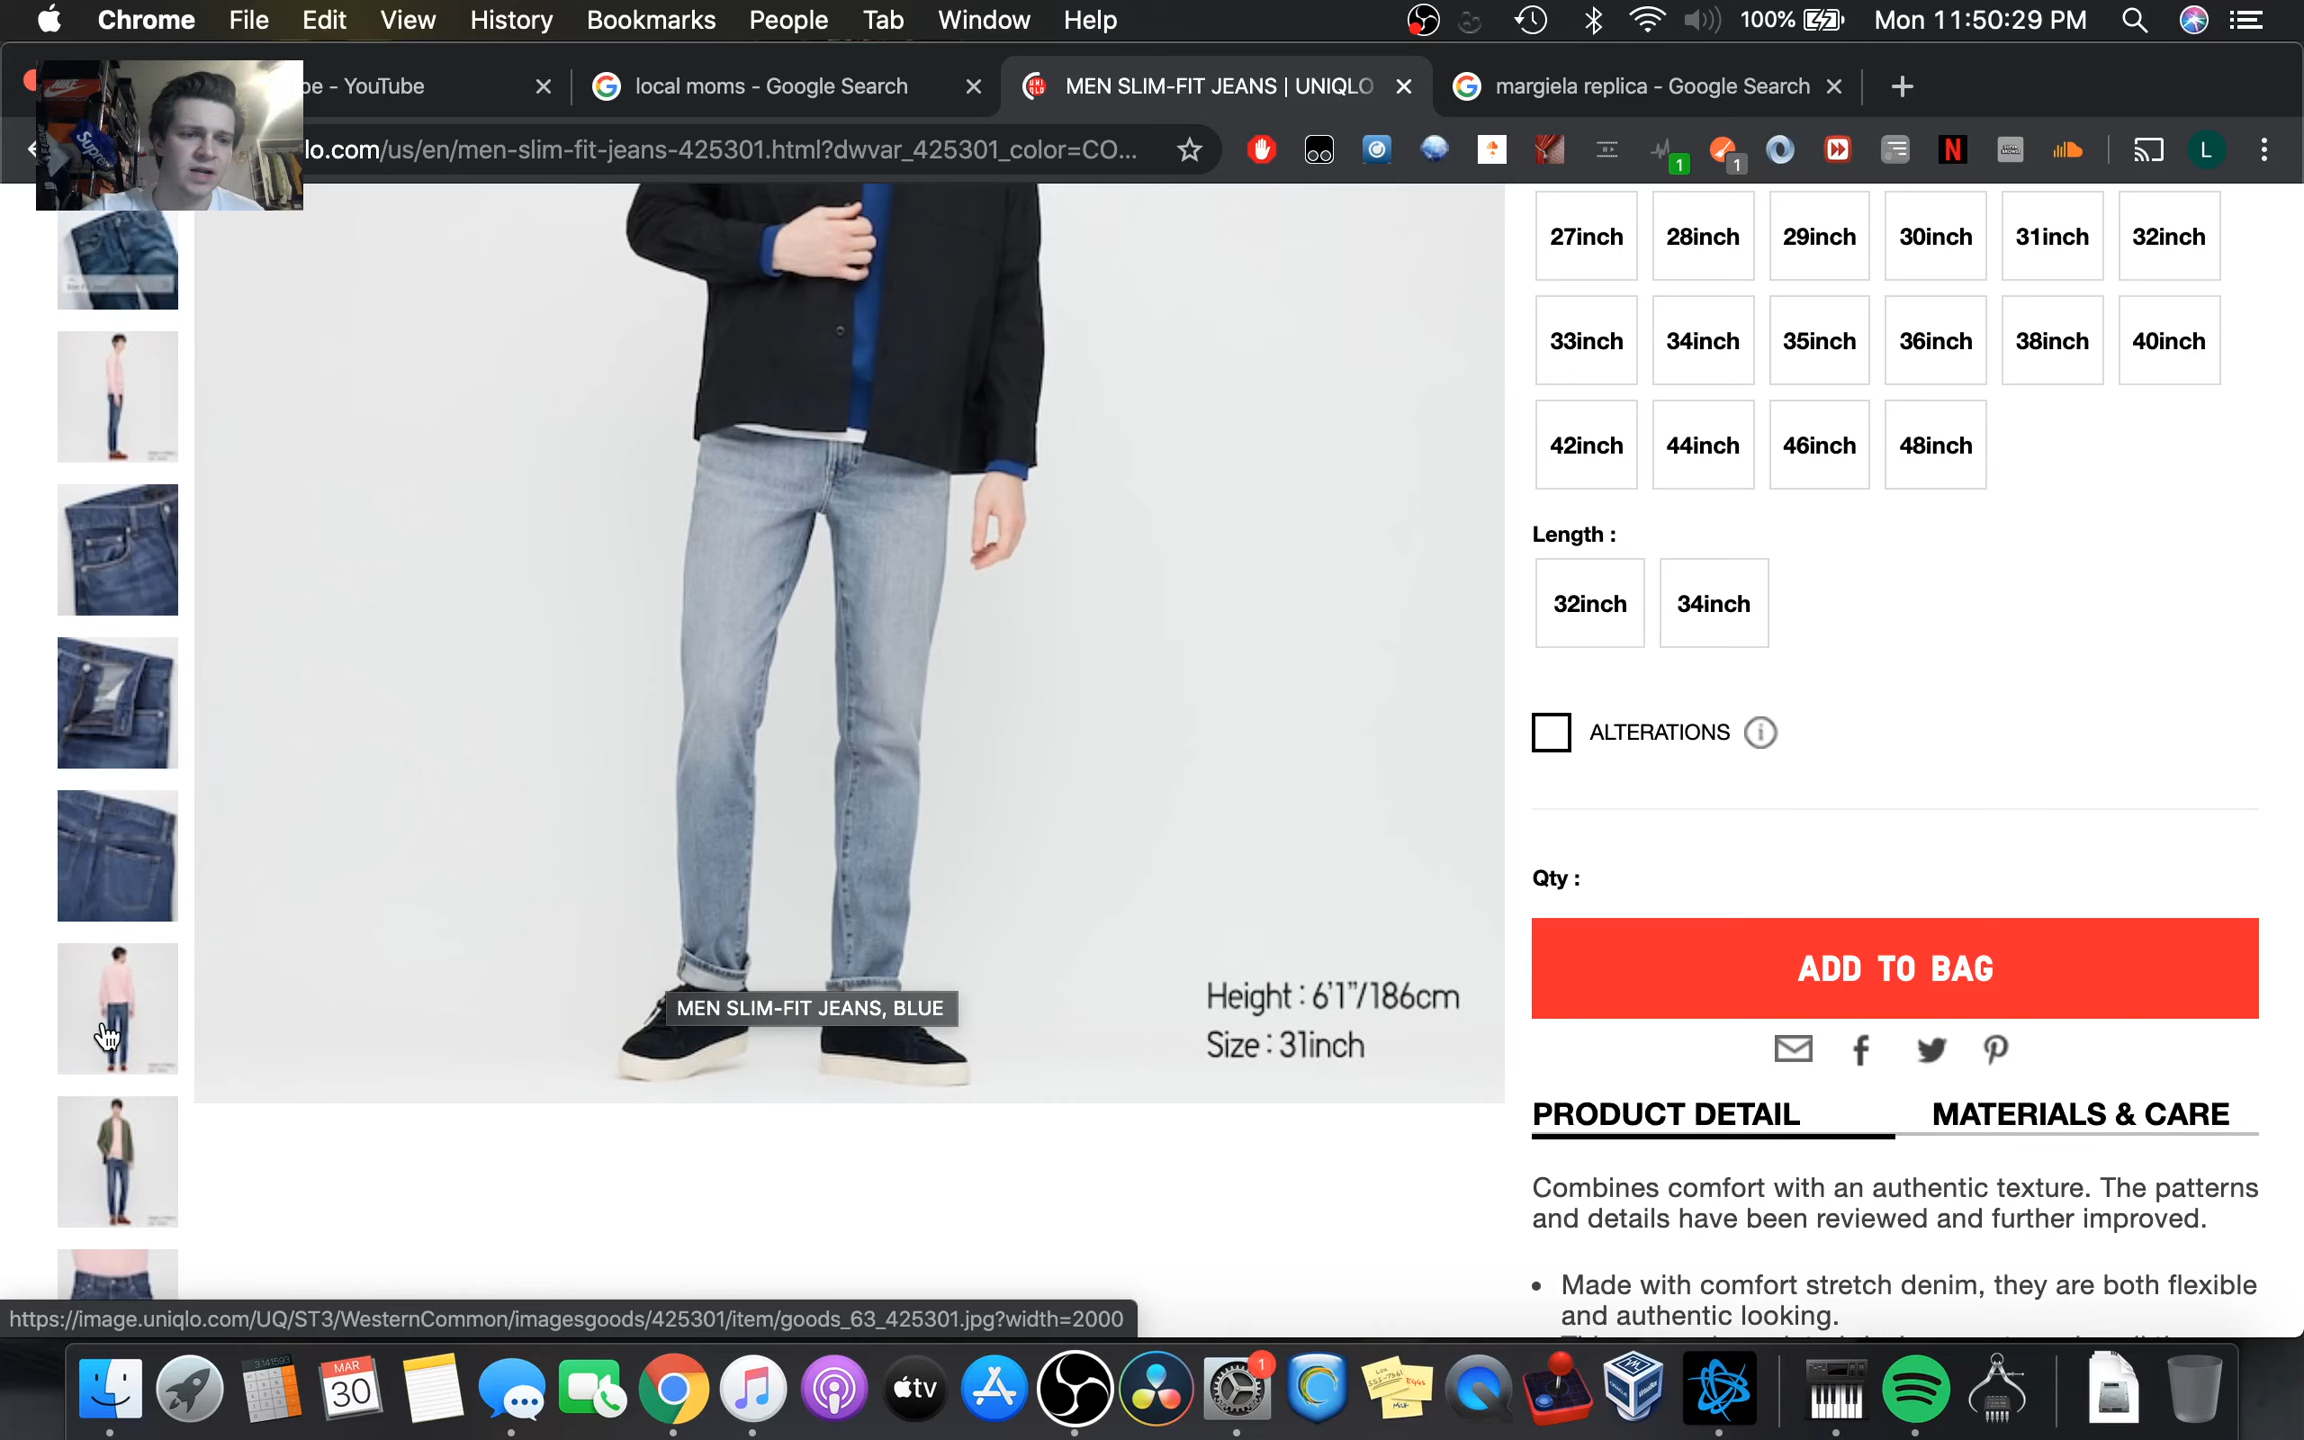 Chrome File Edit View History Bookmarks People Tab Window Help 100% Mon 11:50:29 PM
be - YouTube
local moms - Google Search
MEN SLIM-FIT JEANS | UNIQLO
margiela replica - Google Search
lo.com/us/en/men-slim-fit-jeans-425301.html?dwvar_425301_color=CO...
1
1
L
Supreme
27inch 28inch 29inch 30inch 31inch 32inch
33inch 34inch 35inch 36inch 38inch 40inch
42inch 44inch 46inch 48inch
Length :
32inch 34inch
ALTERATIONS
Qty :
ADD TO BAG
MEN SLIM-FIT JEANS, BLUE
Height : 6'1"/186cm
Size : 31inch
PRODUCT DETAIL MATERIALS & CARE
Combines comfort with an authentic texture. The patterns
and details have been reviewed and further improved.
• Made with comfort stretch denim, they are both flexible
and authentic looking.
https://image.uniqlo.com/UQ/ST3/WesternCommon/imagesgoods/425301/item/goods_63_425301.jpg?width=2000
MAR
30
tv
1